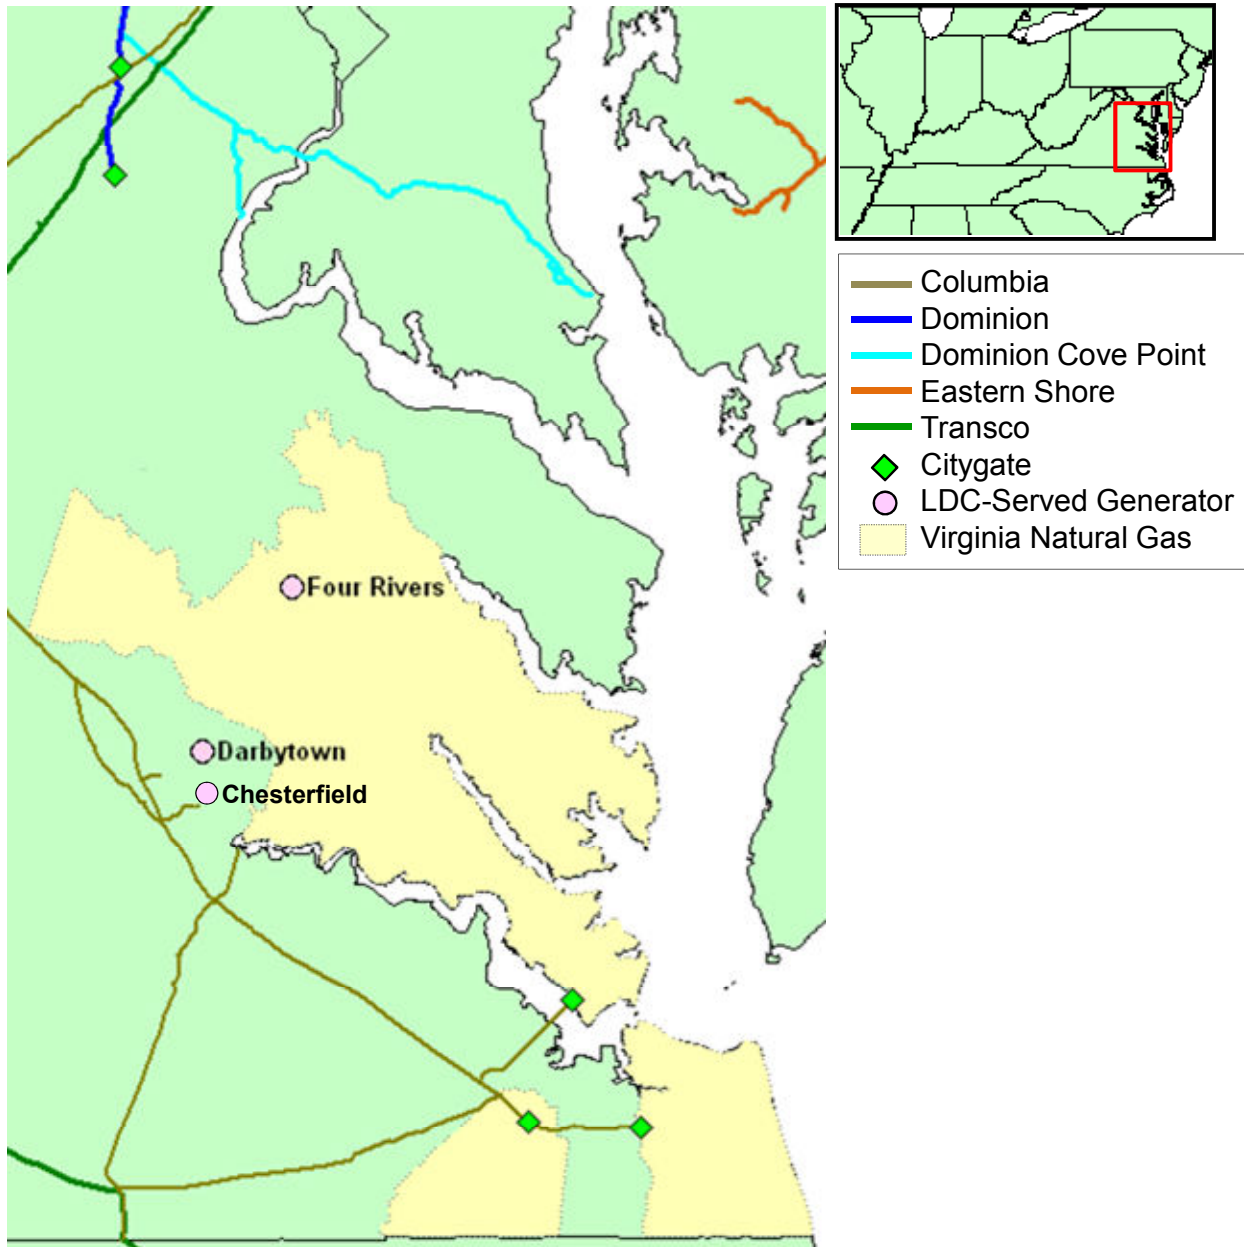 Columbia
Dominion
Dominion Cove Point
Eastern Shore
Transco
Citygate
LDC-Served Generator
Virginia Natural Gas
Four Rivers
Darbytown
Chesterfield